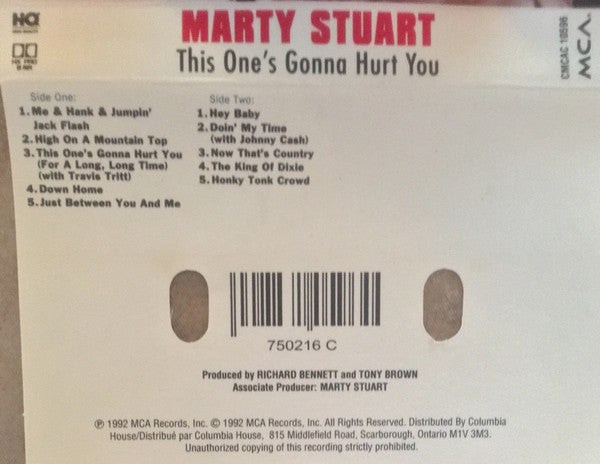 HQ
MARTY STUART
This One's Gonna Hurt You
CMCAC 10596
MCA
Side One:
1. Me & Hank & Jumpin'
Jack Flash
2. High On A Mountain Top
3. This One's Gonna Hurt You
(For A Long, Long Time)
(with Travis Tritt)
4. Down Home
5. Just Between You And Me
Side Two:
1. Hey Baby
2. Doin' My Time
(with Johnny Cash)
3. Now That's Country
4. The King Of Dixie
5. Honky Tonk Crowd
750216 C
Produced by RICHARD BENNETT and TONY BROWN
Associate Producer: MARTY STUART
℗ 1992 MCA Records, Inc. © 1992 MCA Records, Inc. All Rights Reserved. Distributed By Columbia
House/Distribué par Columbia House, 815 Middlefield Road, Scarborough, Ontario M1V 3M3.
Unauthorized copying of this recording strictly prohibited.